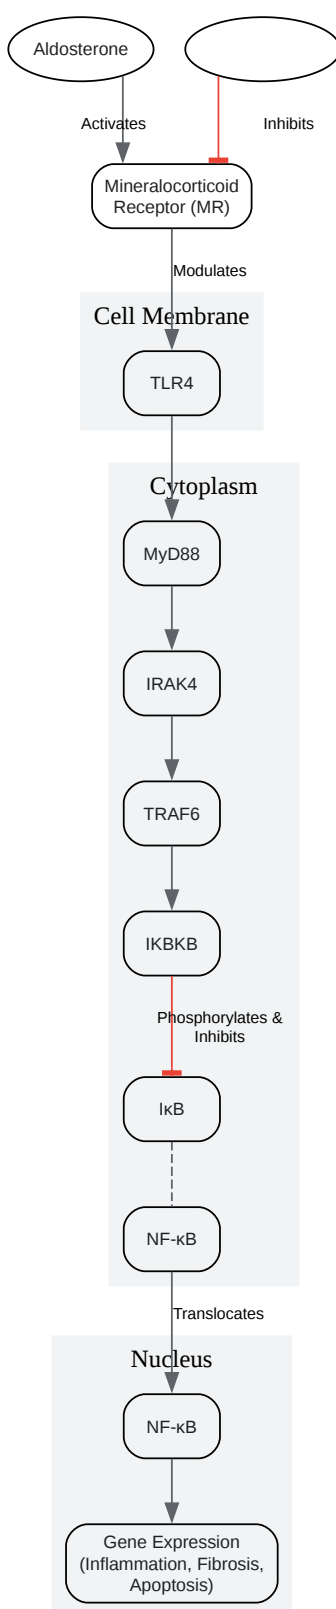 Aldosterone
Activates
Inhibits
Mineralocorticoid
Receptor (MR)
Modulates
Cell Membrane
TLR4
Cytoplasm
MyD88
IRAK4
TRAF6
IKBKB
Phosphorylates &
Inhibits
IκB
NF-κB
Translocates
Nucleus
NF-κB
Gene Expression
(Inflammation, Fibrosis,
Apoptosis)